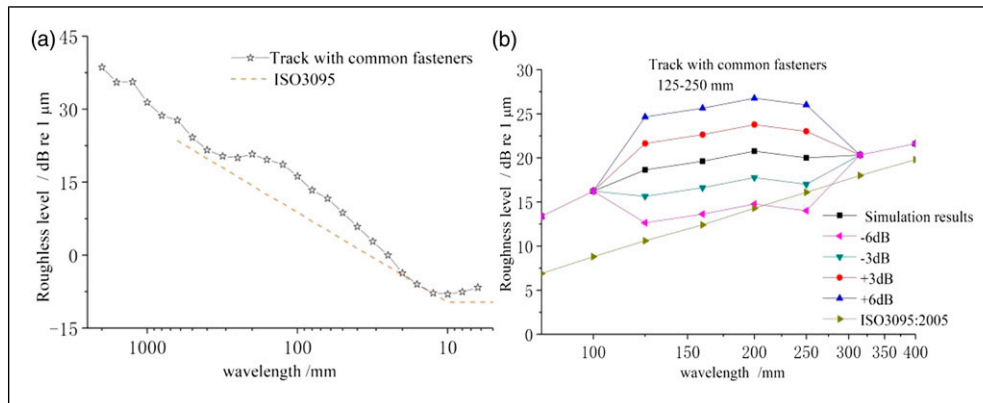 (a)
45
30
15
0
-15
Roughless level / dB re 1 μm
Track with common fasteners
ISO3095
1000
100
10
wavelength /mm
(b)
30
25
20
15
10
5
0
Roughness level / dB re 1 μm
Track with common fasteners
125-250 mm
Simulation results
-6dB
-3dB
+3dB
+6dB
ISO3095:2005
100
150
200
250
300
350
400
wavelength /mm